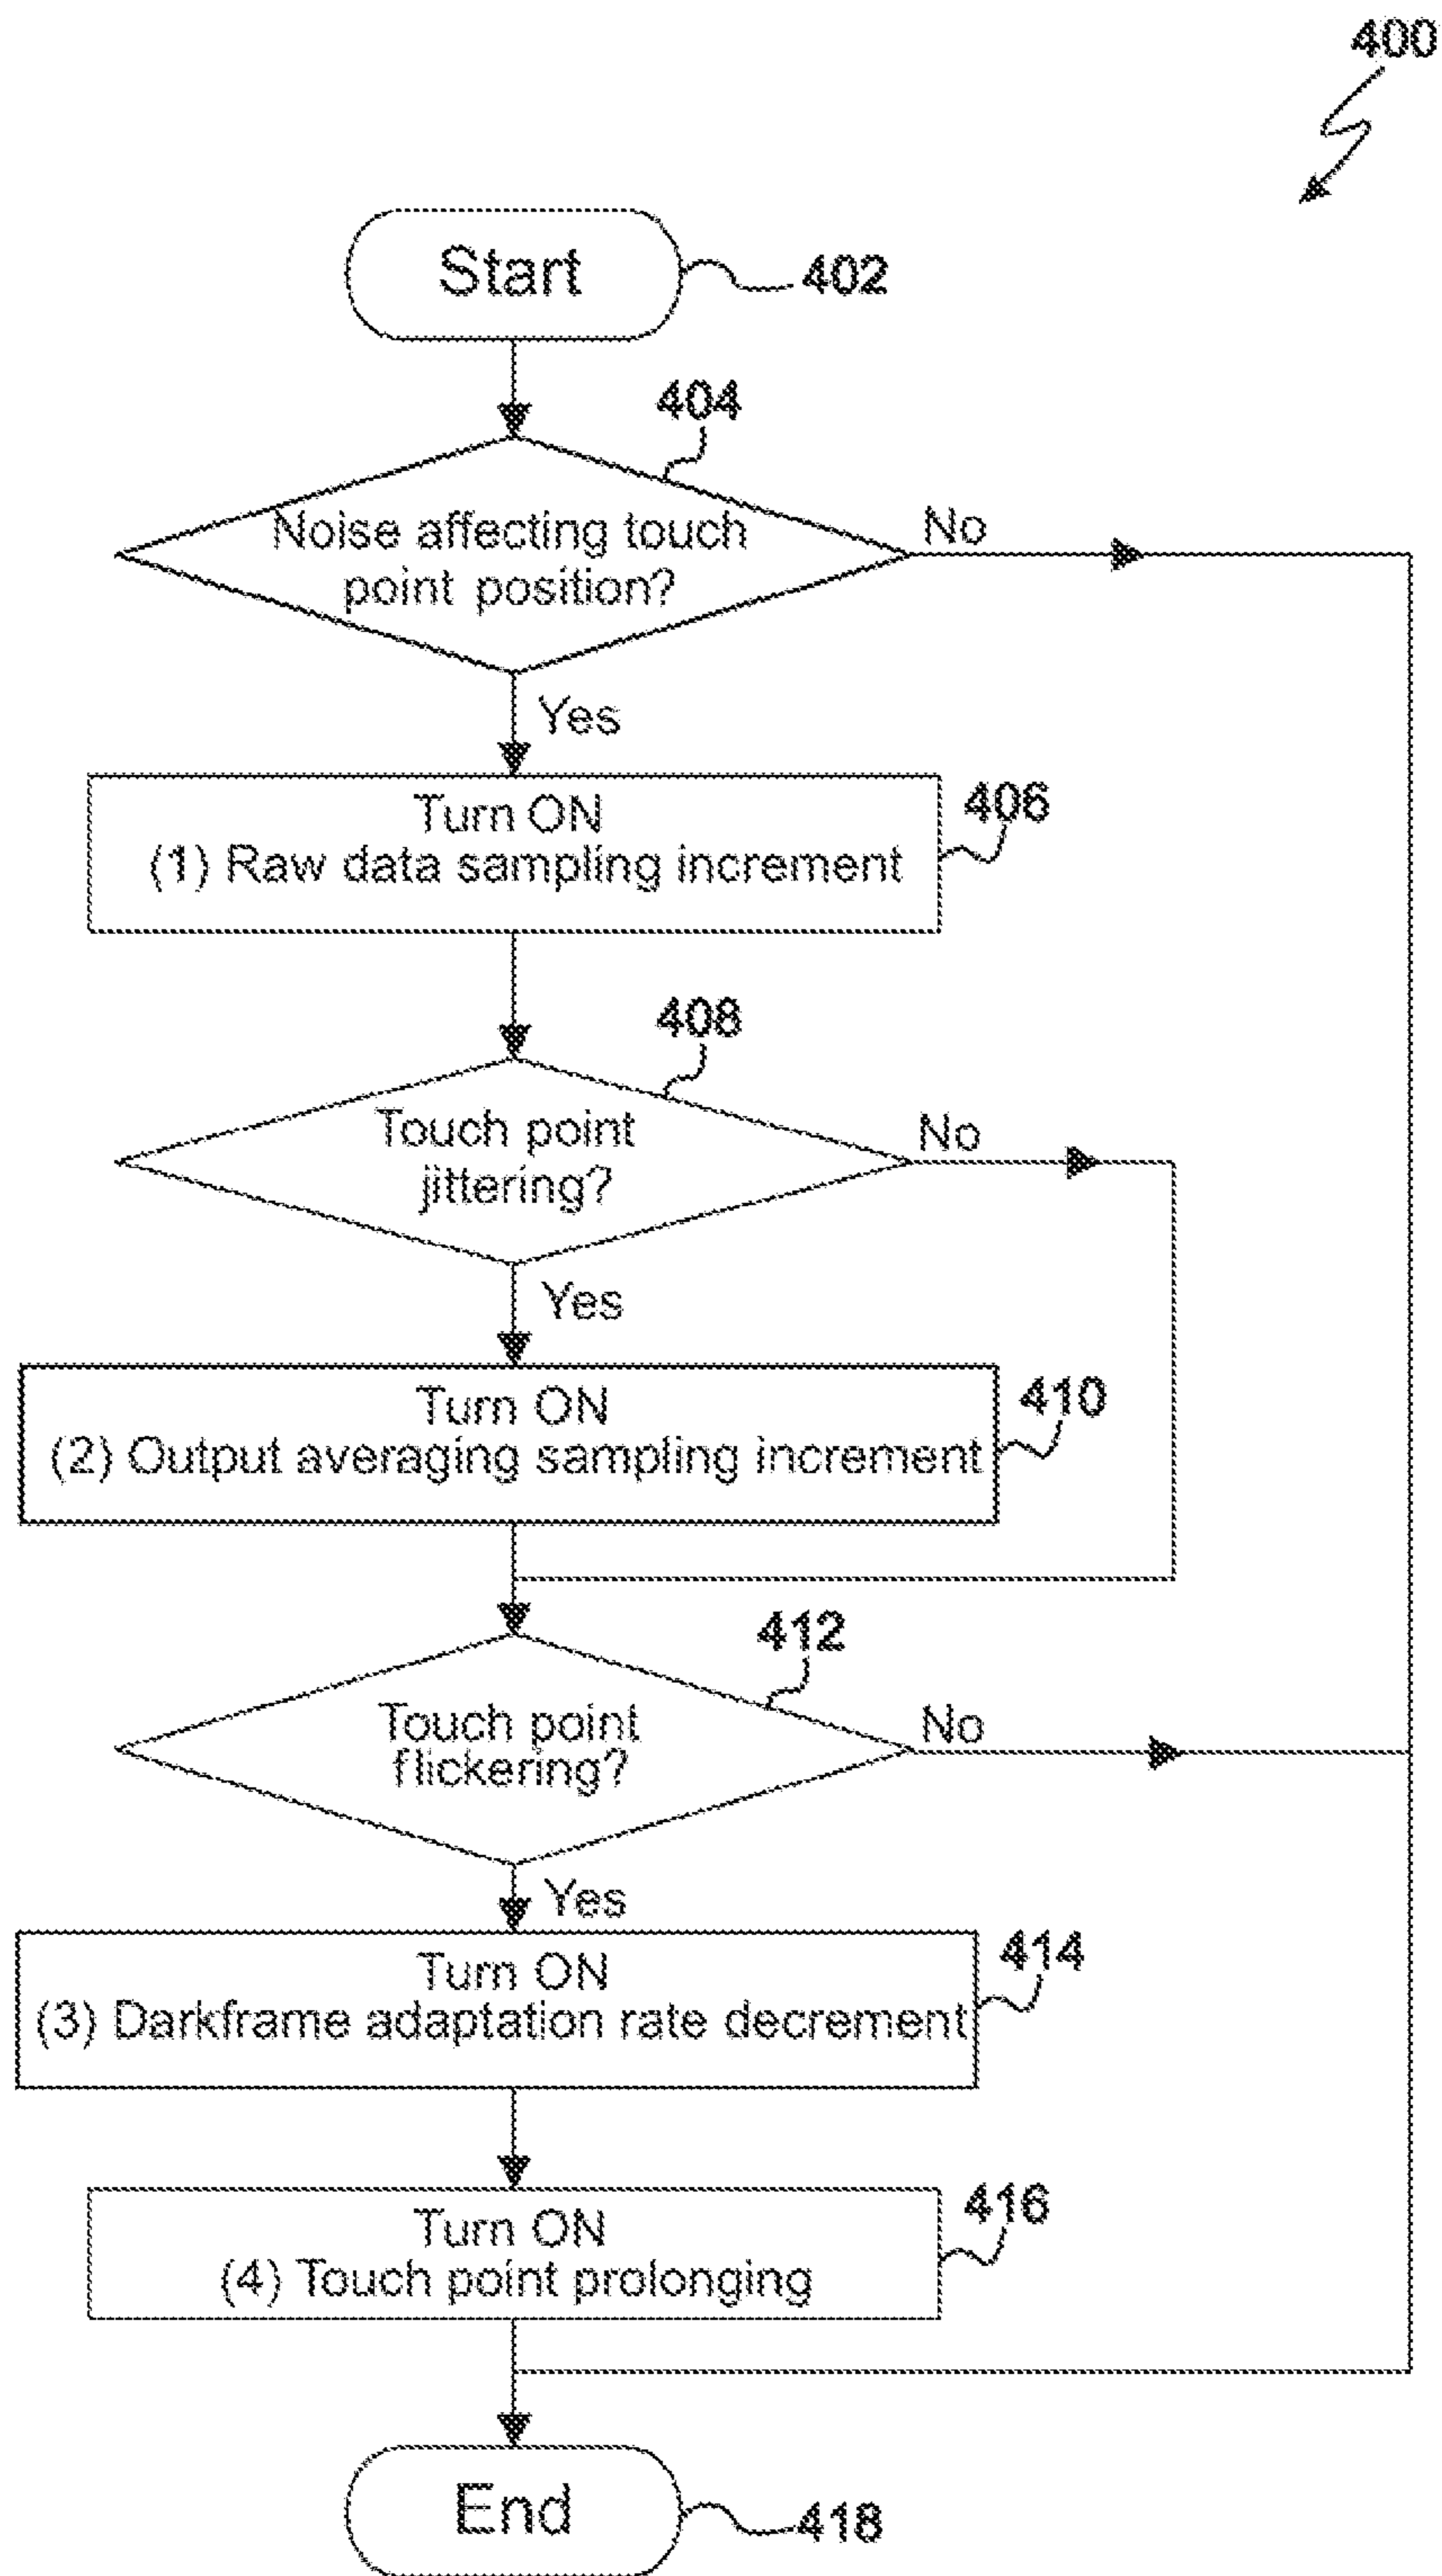 400
Start
402
404
Noise affecting touch
point position?
No
Yes
Turn ON
(1) Raw data sampling increment
406
408
Touch point
jittering?
No
Yes
Turn ON
(2) Output averaging sampling increment
410
412
Touch point
flickering?
No
Yes
Turn ON
(3) Darkframe adaptation rate decrement
414
Turn ON
(4) Touch point prolonging
416
End
418